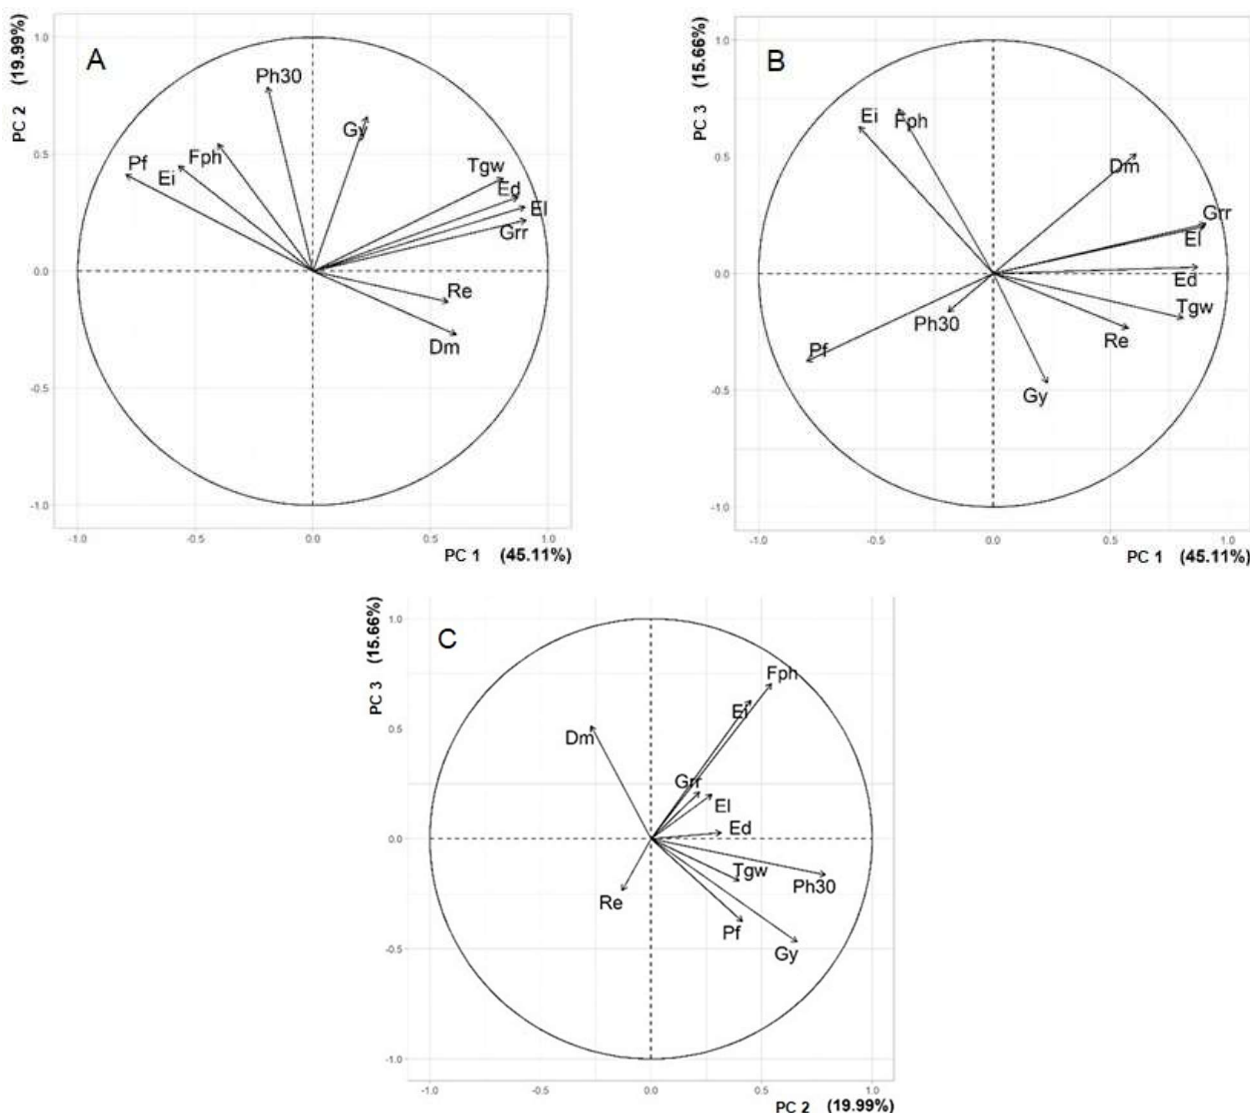 A
PC 2 (19.99%)
1.0
0.5
0.0
-0.5
-1.0
Ph30
Gy
Fph
Pf
Ei
Tgw
Ed
El
Grr
Re
Dm
-1.0 -0.5 0.0 0.5 1.0
PC 1 (45.11%)
B
PC 3 (15.66%)
1.0
0.5
0.0
-0.5
-1.0
Ei
Fph
Dm
Grr
El
Ed
Tgw
Ph30
Re
Pf
Gy
-1.0 -0.5 0.0 0.5 1.0
PC 1 (45.11%)
C
PC 3 (15.66%)
1.0
0.5
0.0
-0.5
-1.0
Fph
Ei
Dm
Grr
El
Ed
Tgw
Ph30
Re
Pf
Gy
-1.0 -0.5 0.0 0.5 1.0
PC 2 (19.99%)